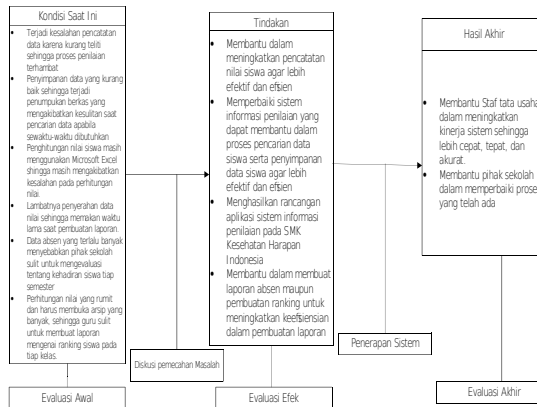 Kondisi Saat Ini
Terjadi kesalahan pencatatan
data karena kurang teliti
sehingga proses penilaian
terhambat
Penyimpanan data yang kurang
baik sehingga terjadi
penumpukan berkas yang
mengakibatkan kesulitan saat
pencarian data apabila
sewaktu-waktu dibutuhkan
Penghitungan nilai siswa masih
menggunakan Microsoft Excel
shingga masih mengakibatkan
kesalahan pada perhitungan
nilai.
Lambatnya penyerahan data
nilai sehingga memakan waktu
lama saat pembuatan laporan.
Data absen yang terlalu banyak
menyebabkan pihak sekolah
sulit untuk mengevaluasi
tentang kehadiran siswa tiap
semester
Perhitungan nilai yang rumit
dan harus membuka arsip yang
banyak, sehingga guru sulit
untuk membuat laporan
mengenai ranking siswa pada
tiap kelas.
Evaluasi Awal
Diskusi pemecahan Masalah
Tindakan
Membantu dalam
meningkatkan pencatatan
nilai siswa agar lebih
efektif dan efsien
Memperbaiki sistem
informasi penilaian yang
dapat membantu dalam
proses pencarian data
siswa serta penyimpanan
data siswa agar lebih
efektif dan efsien
Menghasilkan rancangan
aplikasi sistem informasi
penilaian pada SMK
Kesehatan Harapan
Indonesia
Membantu dalam membuat
laporan absen maupun
pembuatan ranking untuk
meningkatkan keefsiensian
dalam pembuatan laporan
Evaluasi Efek
Penerapan Sistem
Hasil Akhir
Membantu Staf tata usaha
dalam meningkatkan
kinerja sistem sehingga
lebih cepat, tepat, dan
akurat.
Membantu pihak sekolah
dalam memperbaiki prose
yang telah ada
Evaluasi Akhir